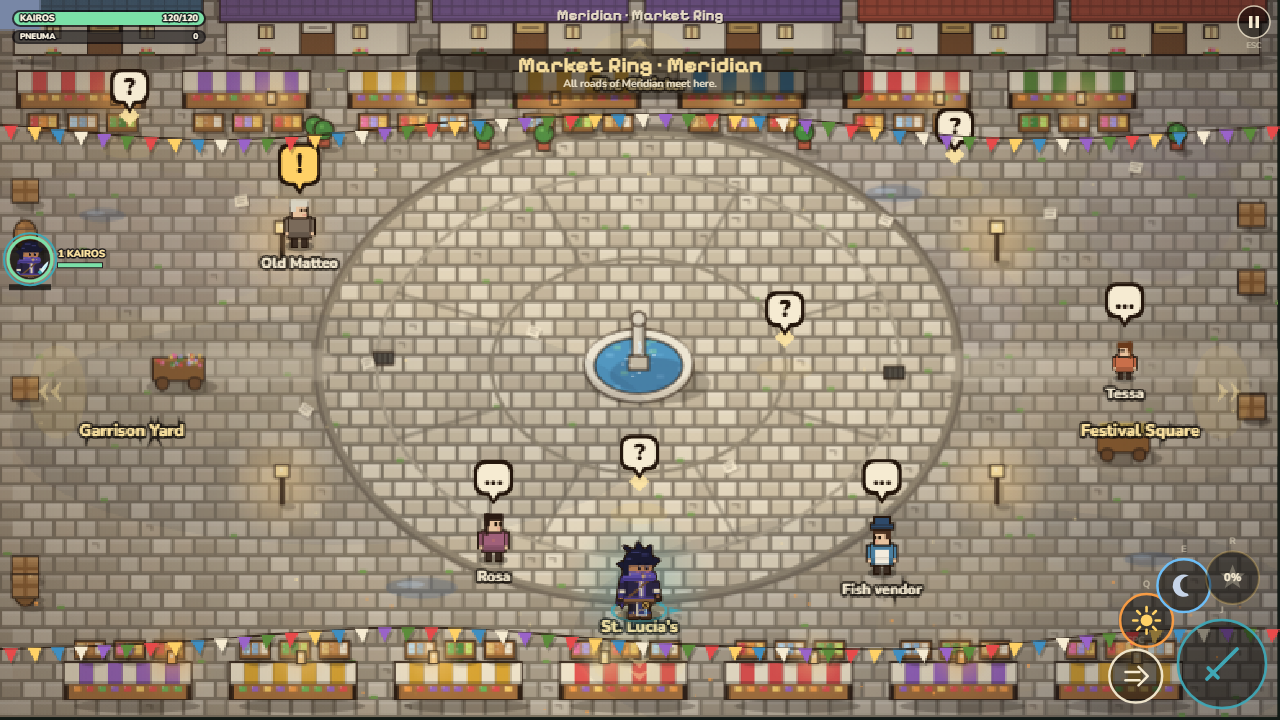 KAIROS 120/120
PNEUMA 0
Meridian · Market Ring
ESC
Market Ring · Meridian
All roads of Meridian meet here.
?
?
!
Old Matteo
1 KAIROS
?
...
Tessa
Garrison Yard
Festival Square
?
...
...
Rosa
Fish vendor
St. Lucia's
E
R
0%
Q